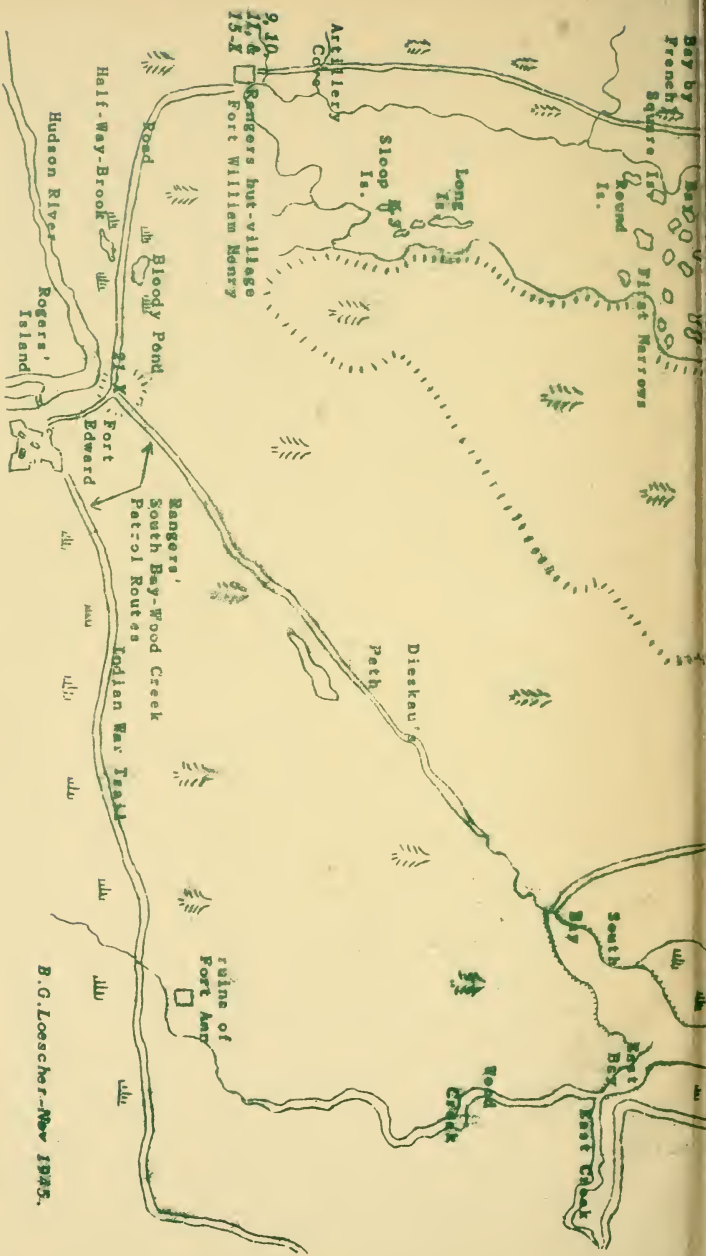 Bay by
French
Bay
Square Is
Round
Is.
First Narrows
South
Bay
East
Bay
East Creek
Wood
Creek
Long
Is
Sloop
Is.
Artillery
Cove
9, 10,
11, &
15-X
Rangers hut-village
Fort William Henry
Dieskau's
Path
Road
Bloody Pond
Half-Way-Brook
Hudson River
Rogers'
Island
21-X
Fort
Edward
Rangers'
South Bay-Wood Creek
Patrol Routes
Indian War Trail
ruins of
Fort Ann
B.G.Loescher-Nov 1945.